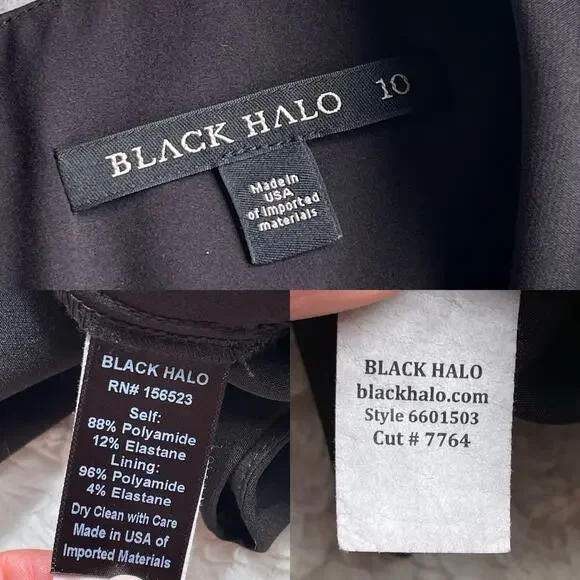 BLACK HALO 10
Made in
USA
of imported
materials
BLACK HALO
RN# 156523
Self:
88% Polyamide
12% Elastane
Lining:
96% Polyamide
4% Elastane
Dry Clean with Care
Made in USA of
Imported Materials
BLACK HALO
blackhalo.com
Style 6601503
Cut # 7764